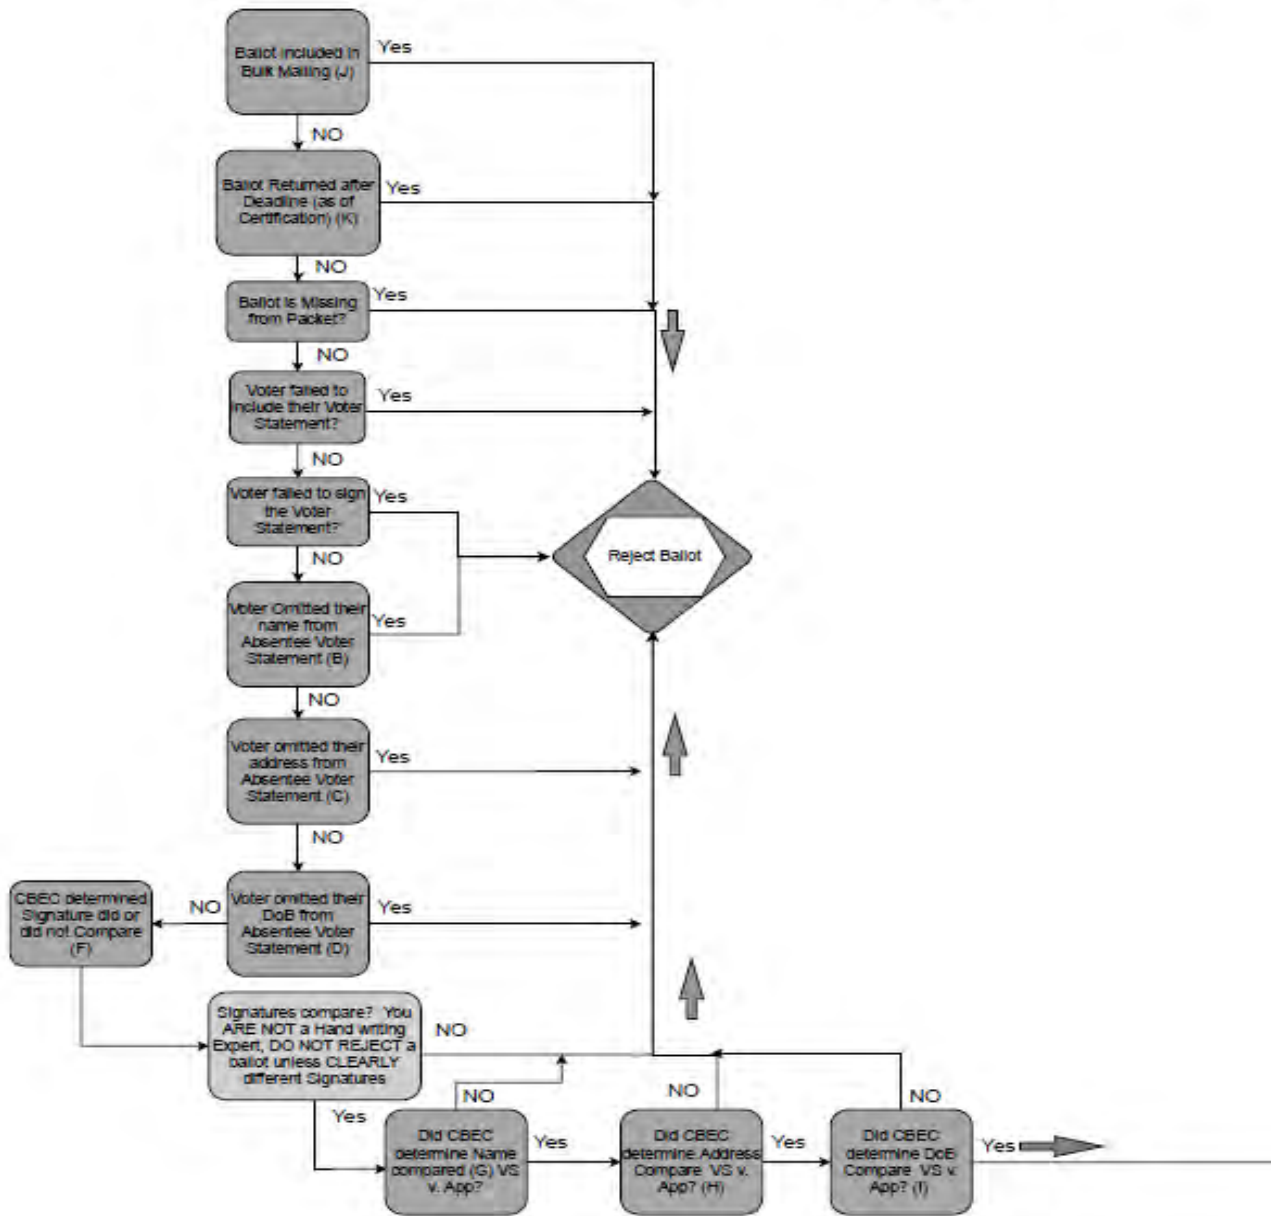 Ballot Included in
Bulk Mailing (J)
Yes
NO
Ballot Returned after
Deadline (as of
Certification) (K)
Yes
NO
Ballot is Missing
from Packet?
Yes
NO
Voter failed to
include their Voter
Statement?
Yes
NO
Voter failed to sign
the Voter
Statement?
Yes
Reject Ballot
NO
Voter Omitted their
name from
Absentee Voter
Statement (B)
Yes
NO
Voter omitted their
address from
Absentee Voter
Statement (C)
Yes
NO
Voter omitted their
DoB from
Absentee Voter
Statement (D)
Yes
NO
CBEC determined
Signature did or
did not Compare
(F)
Signatures compare? You
ARE NOT a Hand writing
Expert, DO NOT REJECT a
ballot unless CLEARLY
different Signatures
NO
Yes
NO
Did CBEC
determine Name
compared (G) VS
v. App?
Yes
NO
Did CBEC
determine Address
Compare VS v.
App? (H)
Yes
NO
Did CBEC
determine DoB
Compare VS v.
App? (I)
Yes